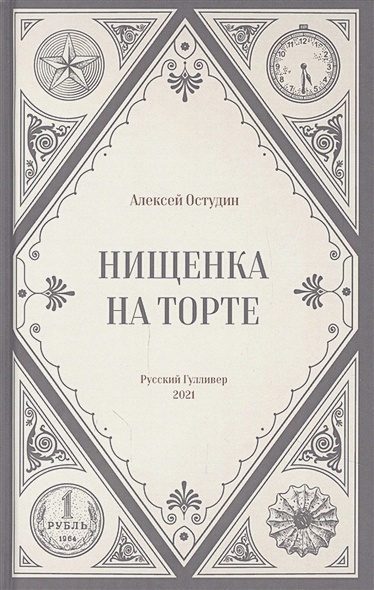 Алексей Остудин
НИЩЕНКА
НА ТОРТЕ
Русский Гулливер
2021
1
РУБЛЬ
1964